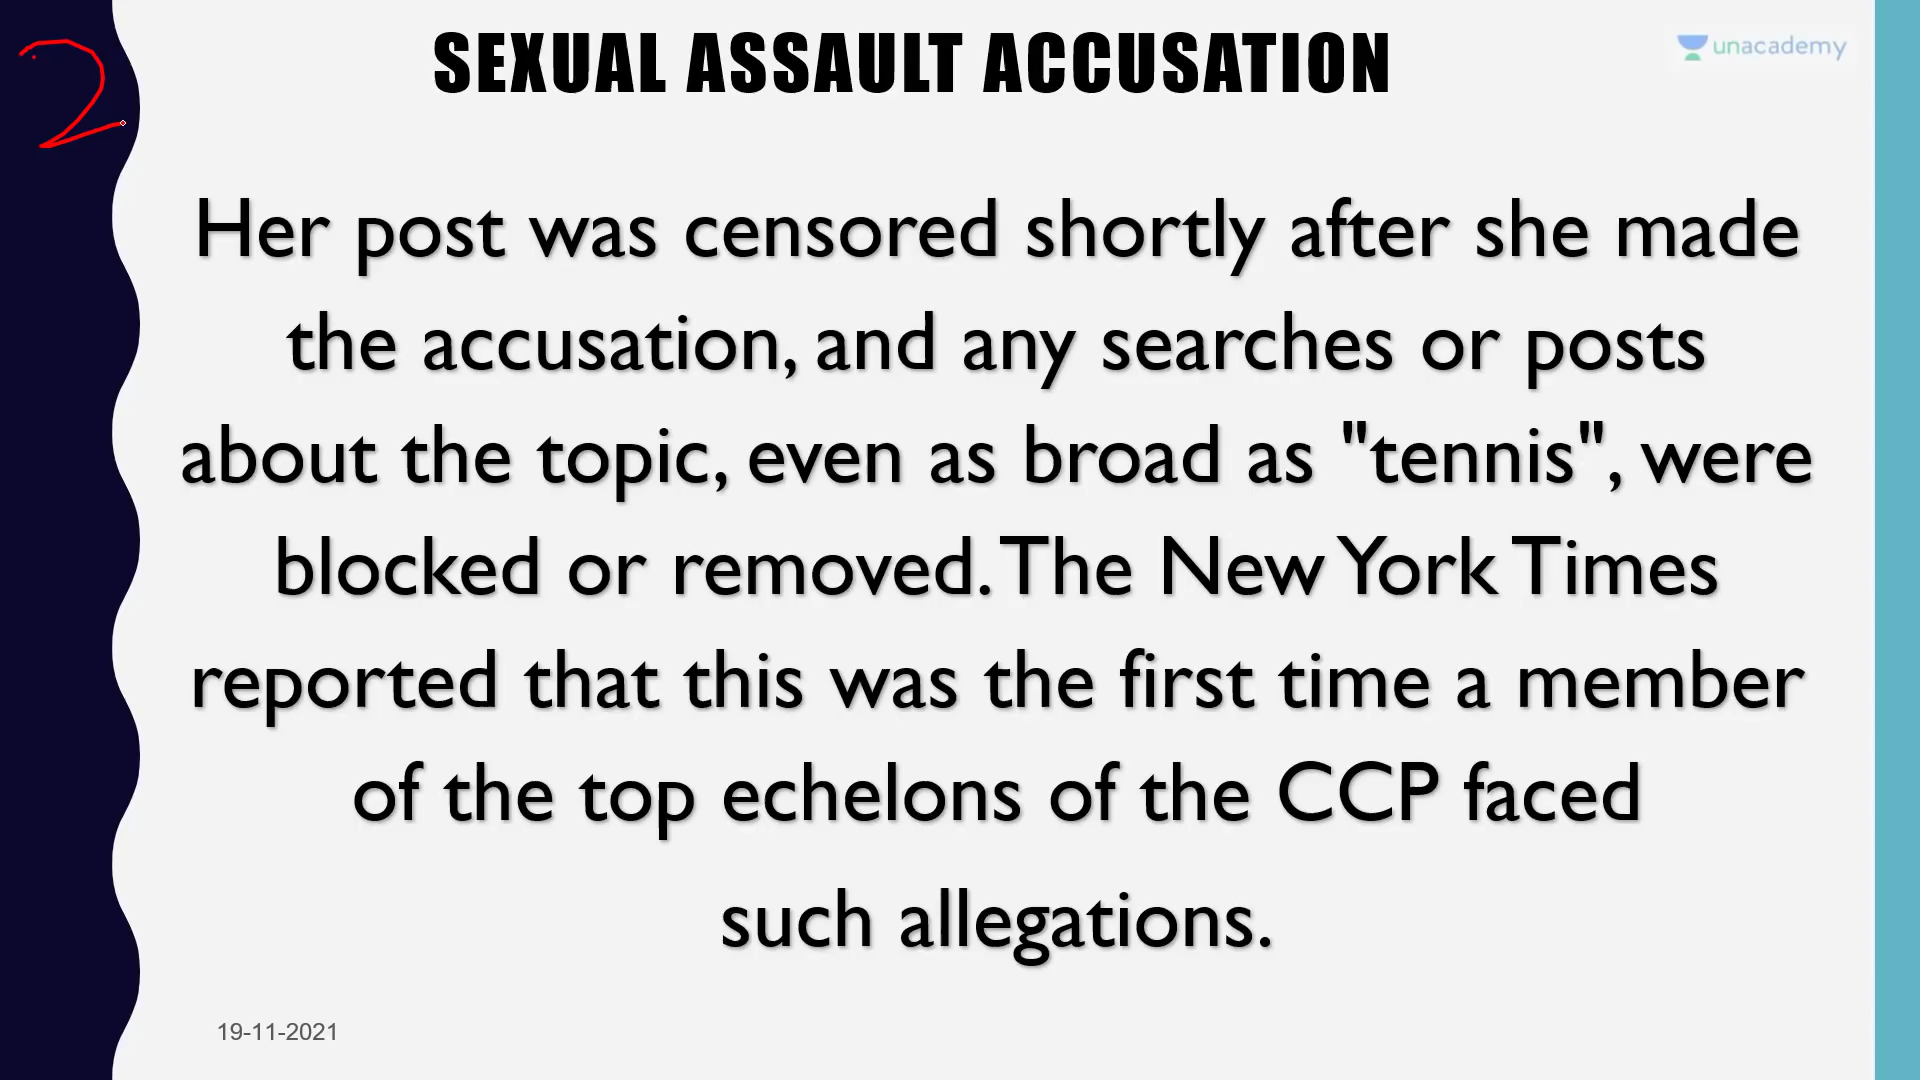 2
SEXUAL ASSAULT ACCUSATION
unacademy
Her post was censored shortly after she made
the accusation, and any searches or posts
about the topic, even as broad as "tennis", were
blocked or removed. The New York Times
reported that this was the first time a member
of the top echelons of the CCP faced
such allegations.
19-11-2021